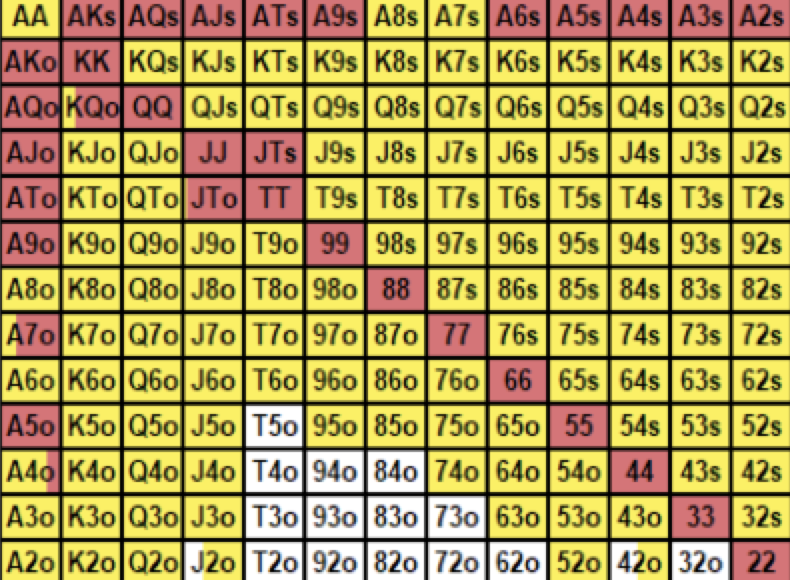 AA AKs AQs AJs ATs A9s A8s A7s A6s A5s A4s A3s A2s
AKo KK KQs KJs KTs K9s K8s K7s K6s K5s K4s K3s K2s
AQo KQo QQ QJs QTs Q9s Q8s Q7s Q6s Q5s Q4s Q3s Q2s
AJo KJo QJo JJ JTs J9s J8s J7s J6s J5s J4s J3s J2s
ATo KTo QTo JTo TT T9s T8s T7s T6s T5s T4s T3s T2s
A9o K9o Q9o J9o T9o 99 98s 97s 96s 95s 94s 93s 92s
A8o K8o Q8o J8o T8o 98o 88 87s 86s 85s 84s 83s 82s
A7o K7o Q7o J7o T7o 97o 87o 77 76s 75s 74s 73s 72s
A6o K6o Q6o J6o T6o 96o 86o 76o 66 65s 64s 63s 62s
A5o K5o Q5o J5o T5o 95o 85o 75o 65o 55 54s 53s 52s
A4o K4o Q4o J4o T4o 94o 84o 74o 64o 54o 44 43s 42s
A3o K3o Q3o J3o T3o 93o 83o 73o 63o 53o 43o 33 32s
A2o K2o Q2o J2o T2o 92o 82o 72o 62o 52o 42o 32o 22